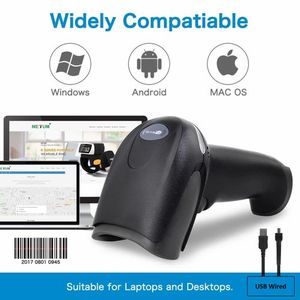 Widely Compatiable
Windows
Android
MAC OS
NETUM
2017 0801 0945
USB Wired
Suitable for Laptops and Desktops.